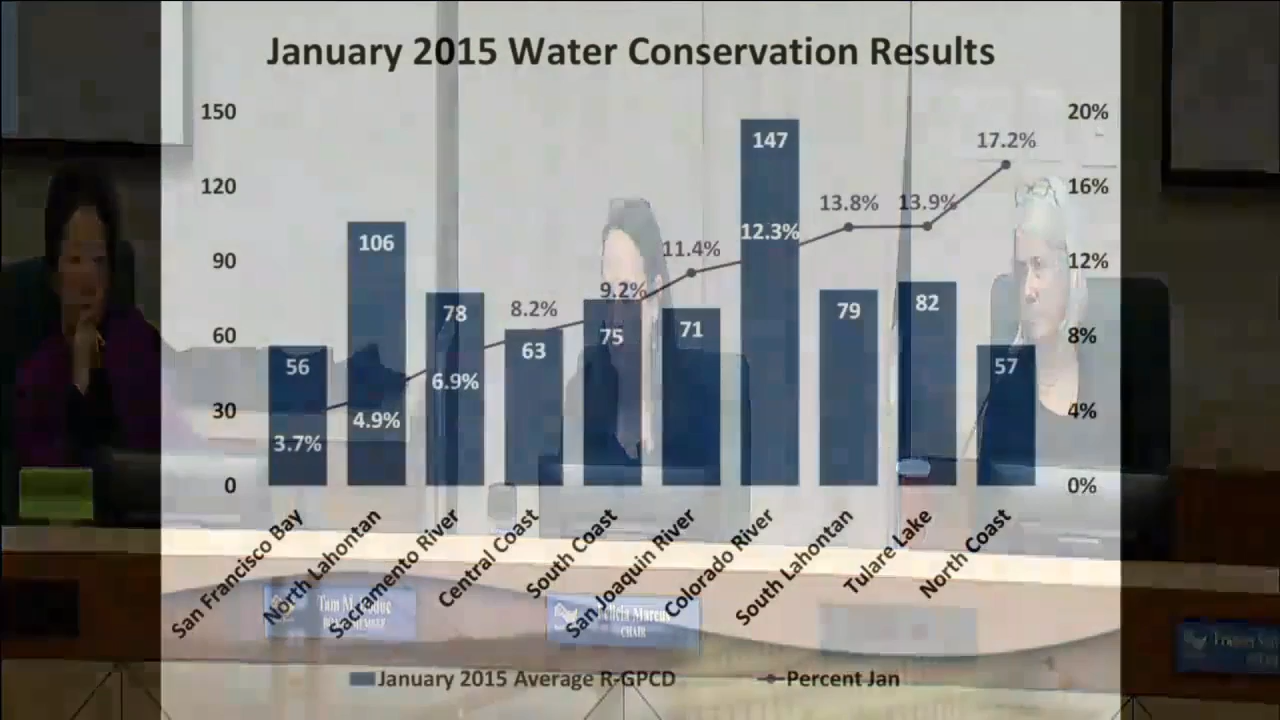 January 2015 Water Conservation Results
150
120
90
60
30
0
20%
16%
12%
8%
4%
0%
56
106
78
63
75
71
147
79
82
57
3.7%
4.9%
6.9%
8.2%
9.2%
11.4%
12.3%
13.8%
13.9%
17.2%
San Francisco Bay
North Lahontan
Sacramento River
Central Coast
South Coast
San Joaquin River
Colorado River
South Lahontan
Tulare Lake
North Coast
Marcus
CHAIR
January 2015 Average R-GPCD
Percent Jan